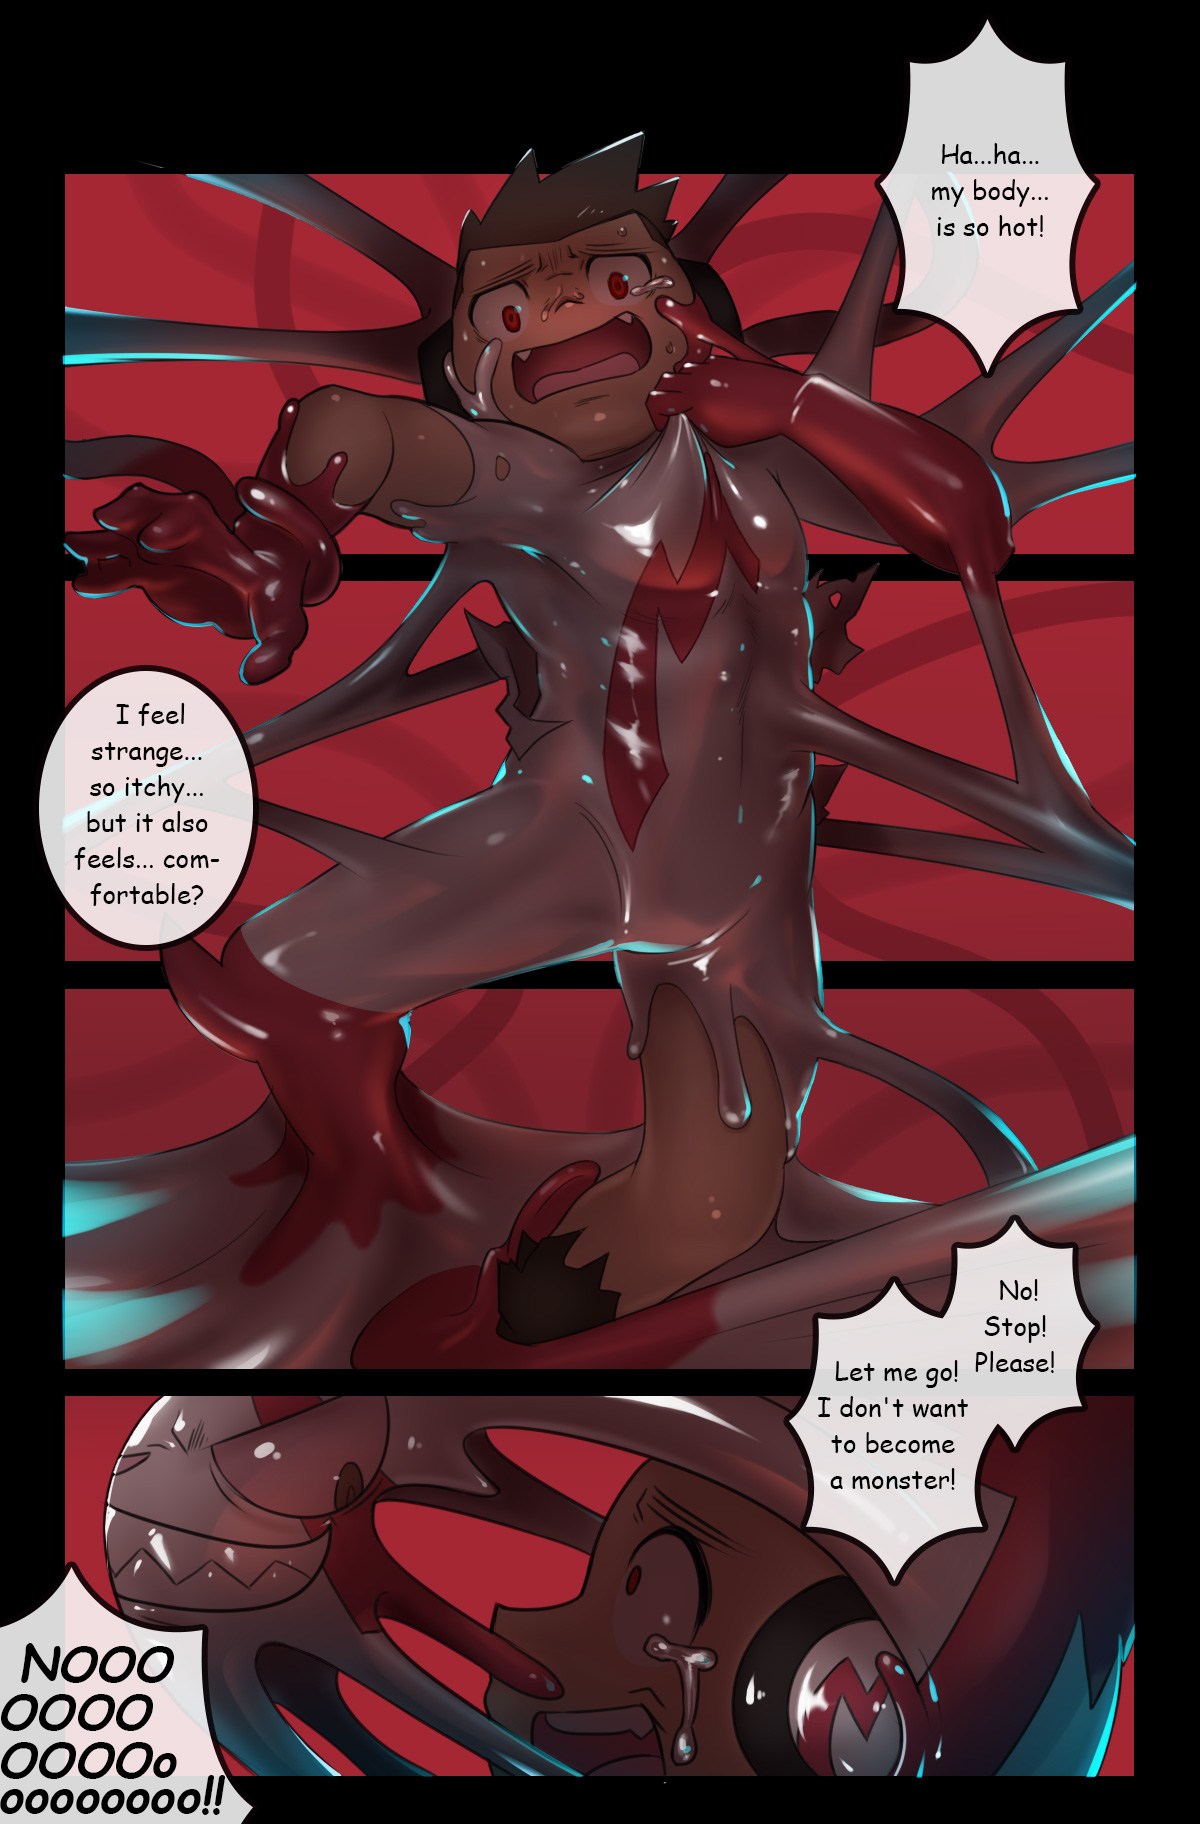 Ha...ha...
my body...
is so hot!
I feel
strange...
so itchy...
but it also
feels... com-
fortable?
No!
Stop!
Please!
Let me go!
I don't want
to become
a monster!
NOOO
OOOO
OOOOo
oooooooo!!